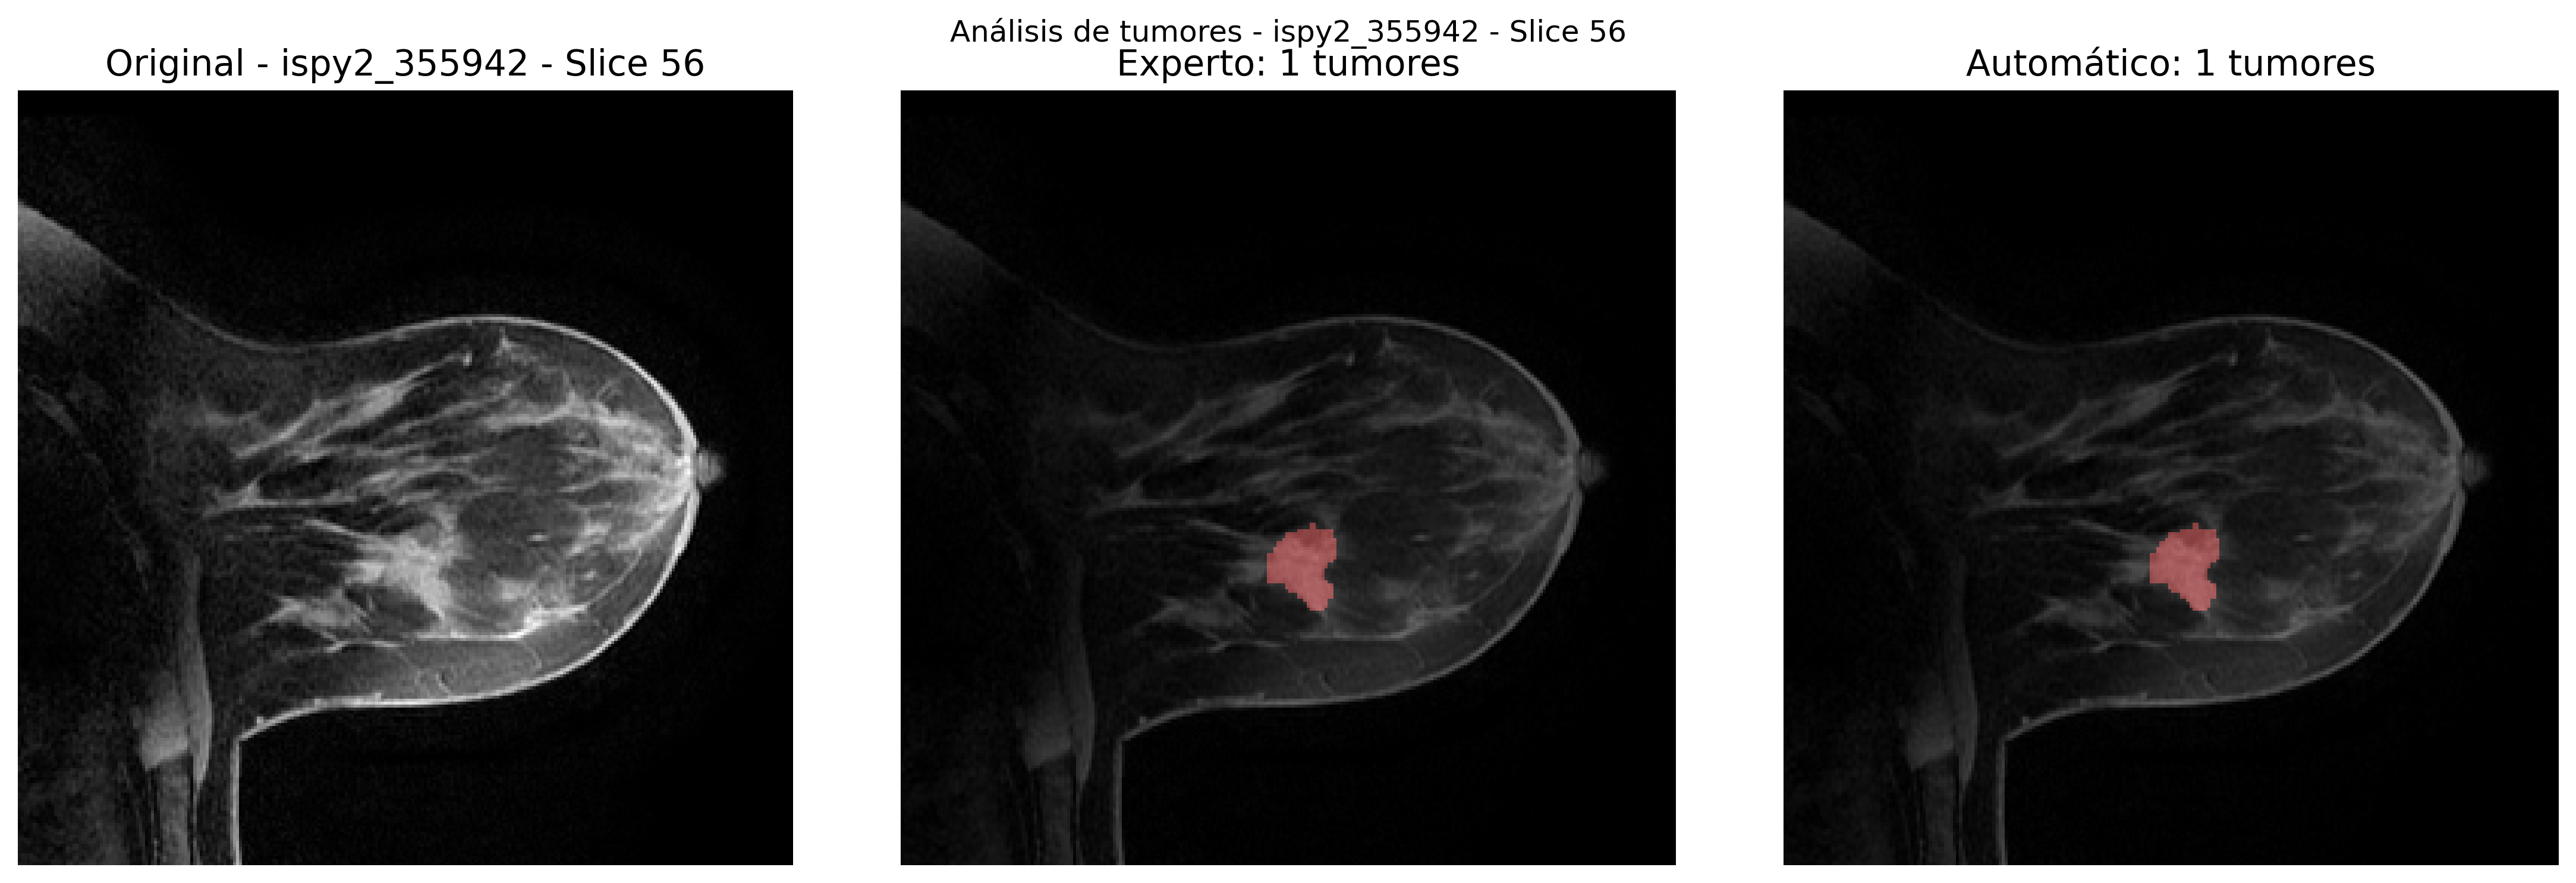 Análisis de tumores - ispy2_355942 - Slice 56
Original - ispy2_355942 - Slice 56
Experto: 1 tumores
Automático: 1 tumores